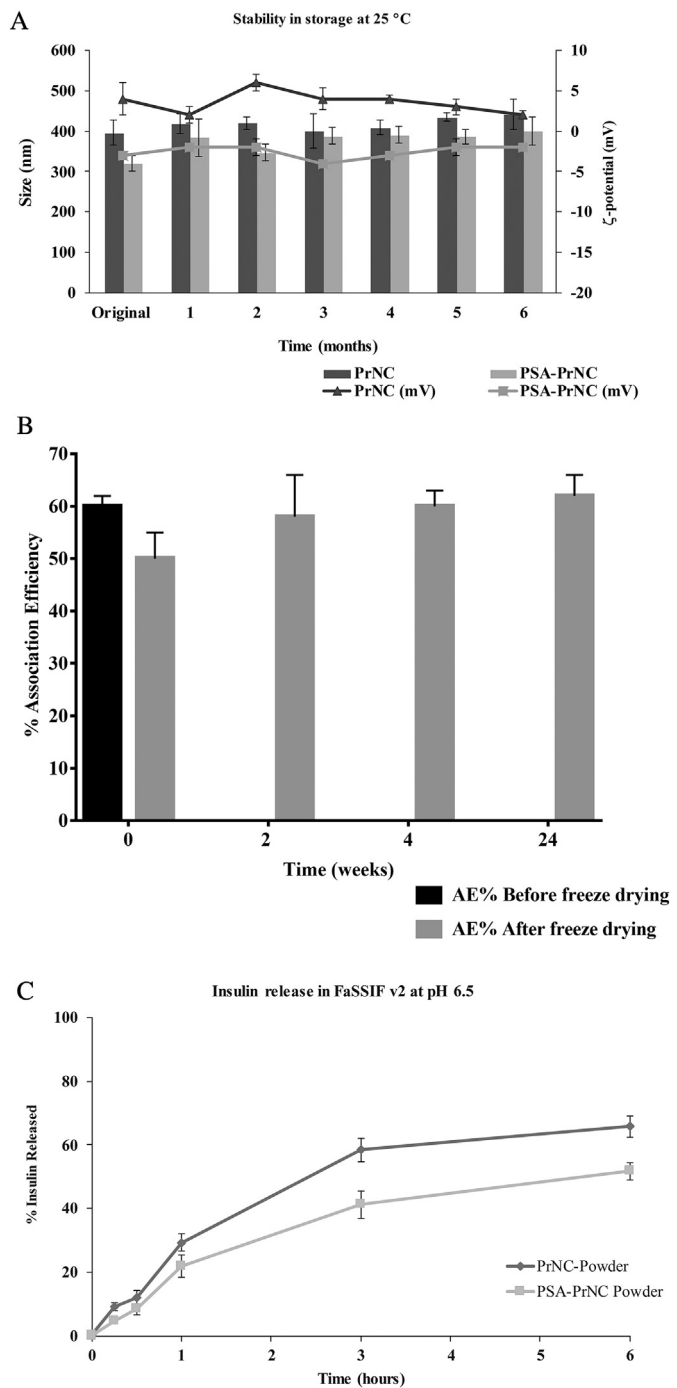 A
Stability in storage at 25 °C
600
500
400
300
200
100
0
Size (nm)
10
5
0
-5
-10
-15
-20
ζ-potential (mV)
Original 1 2 3 4 5 6
Time (months)
PrNC PSA-PrNC
PrNC (mV) PSA-PrNC (mV)
B
70
60
50
40
30
20
10
0
% Association Efficiency
0 2 4 24
Time (weeks)
AE% Before freeze drying
AE% After freeze drying
C
Insulin release in FaSSIF v2 at pH 6.5
100
80
60
40
20
0
% Insulin Released
PrNC-Powder
PSA-PrNC Powder
0 1 2 3 4 5 6
Time (hours)